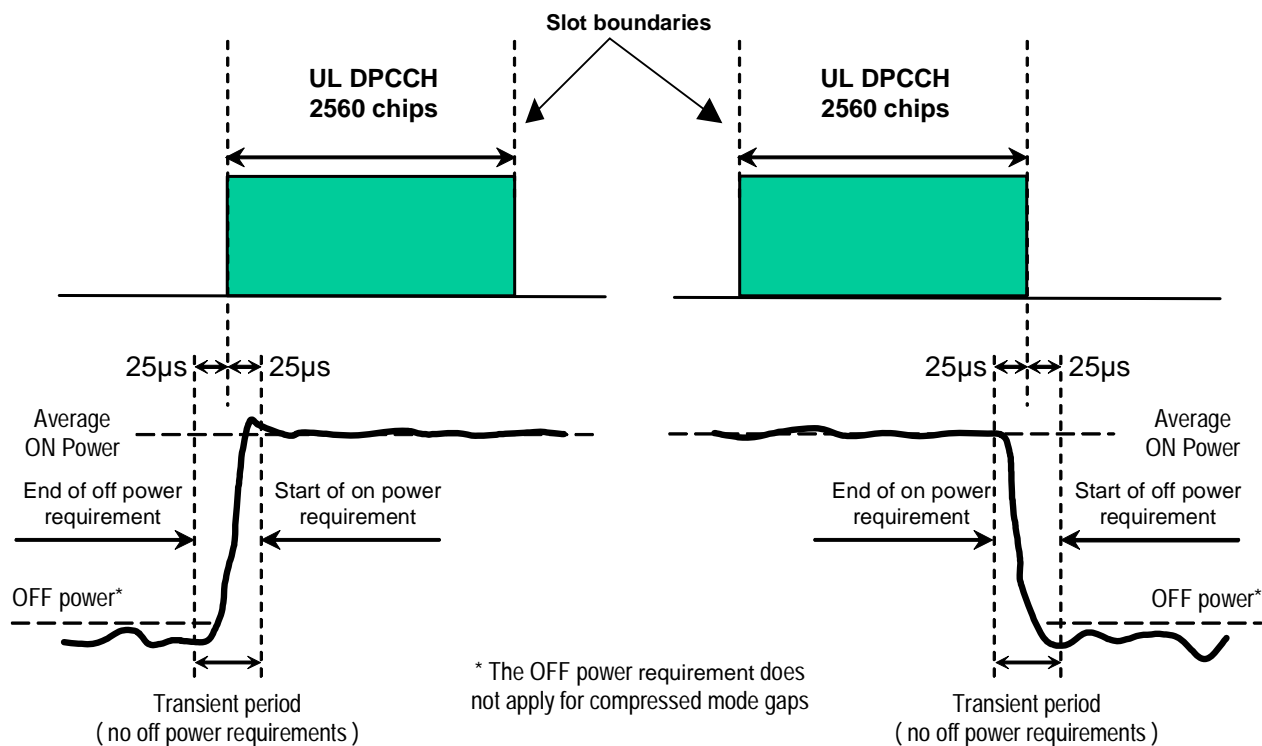 Slot boundaries
UL DPCCH
2560 chips
UL DPCCH
2560 chips
25µs
25µs
25µs
25µs
Average
ON Power
Average
ON Power
End of off power
requirement
Start of on power
requirement
End of on power
requirement
Start of off power
requirement
OFF power*
OFF power*
* The OFF power requirement does
not apply for compressed mode gaps
Transient period
( no off power requirements )
Transient period
( no off power requirements )